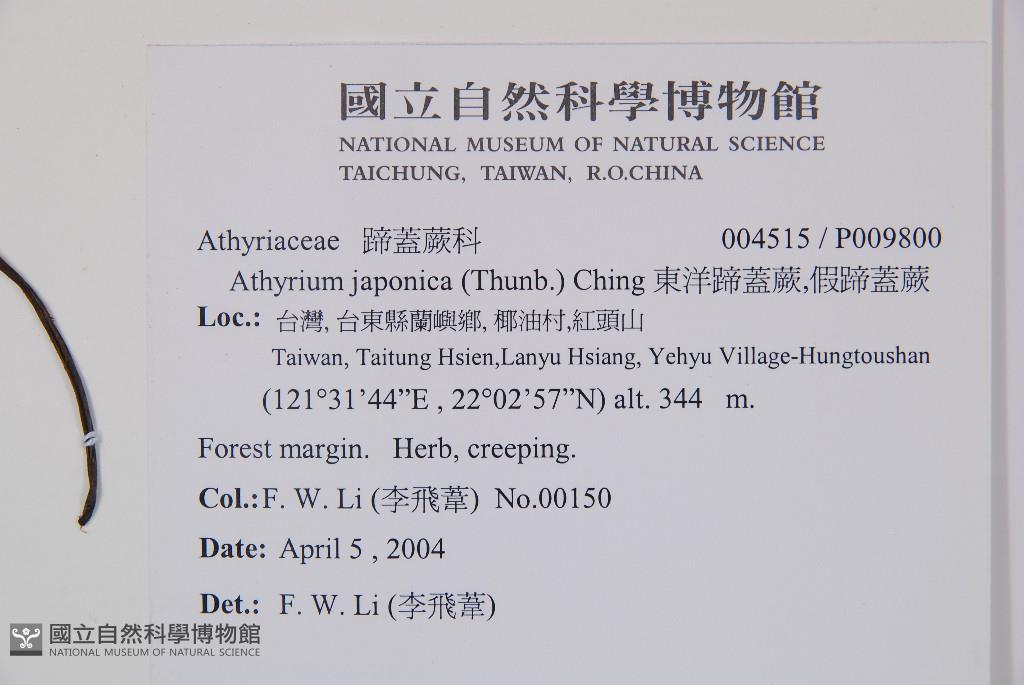 國立自然科學博物館
NATIONAL MUSEUM OF NATURAL SCIENCE
TAICHUNG, TAIWAN, R.O.CHINA
Athyriaceae 蹄蓋蕨科 004515 / P009800
Athyrium japonica (Thunb.) Ching 東洋蹄蓋蕨,假蹄蓋蕨
Loc.: 台灣, 台東縣蘭嶼鄉, 椰油村,紅頭山
Taiwan, Taitung Hsien,Lanyu Hsiang, Yehyu Village-Hungtoushan
(121°31’44”E , 22°02’57”N) alt. 344 m.
Forest margin. Herb, creeping.
Col.:F. W. Li (李飛葦) No.00150
Date: April 5 , 2004
Det.: F. W. Li (李飛葦)
國立自然科學博物館
NATIONAL MUSEUM OF NATURAL SCIENCE